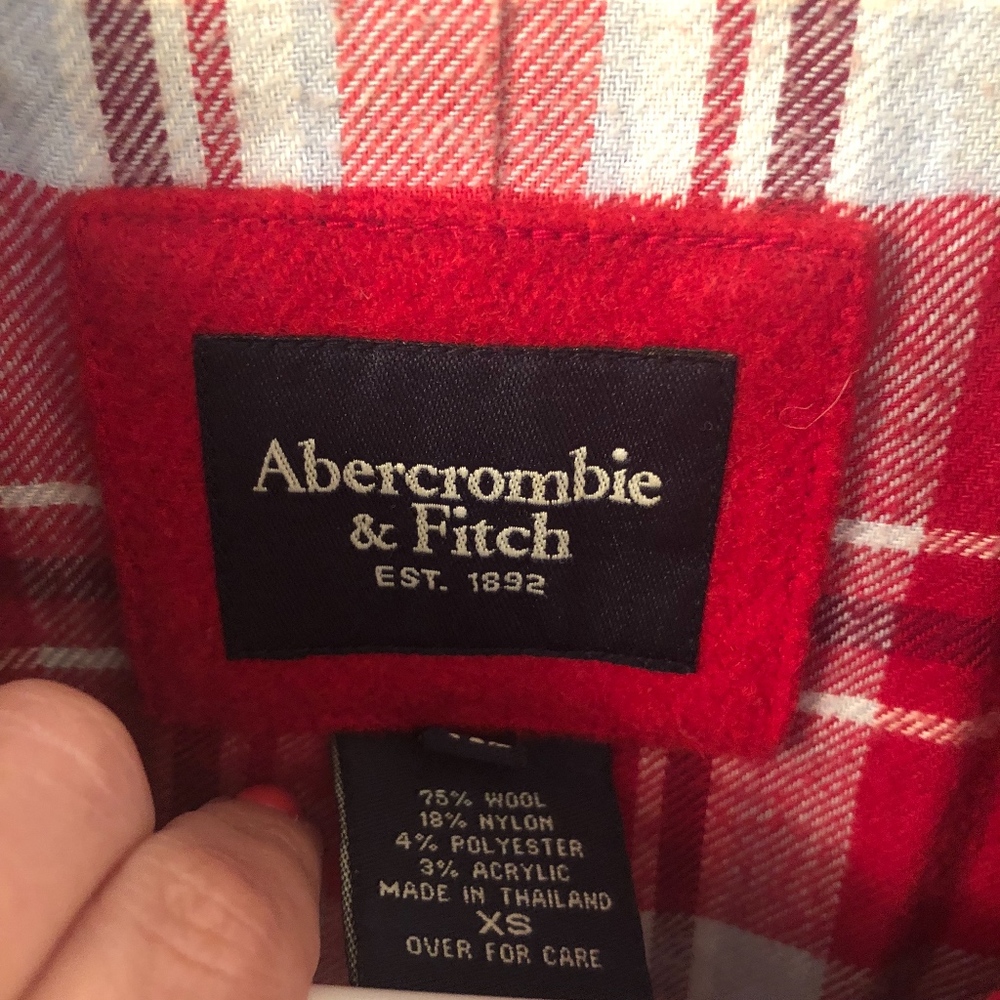 Abercrombie
& Fitch
EST. 1892
75% WOOL
18% NYLON
4% POLYESTER
3% ACRYLIC
MADE IN THAILAND
XS
OVER FOR CARE